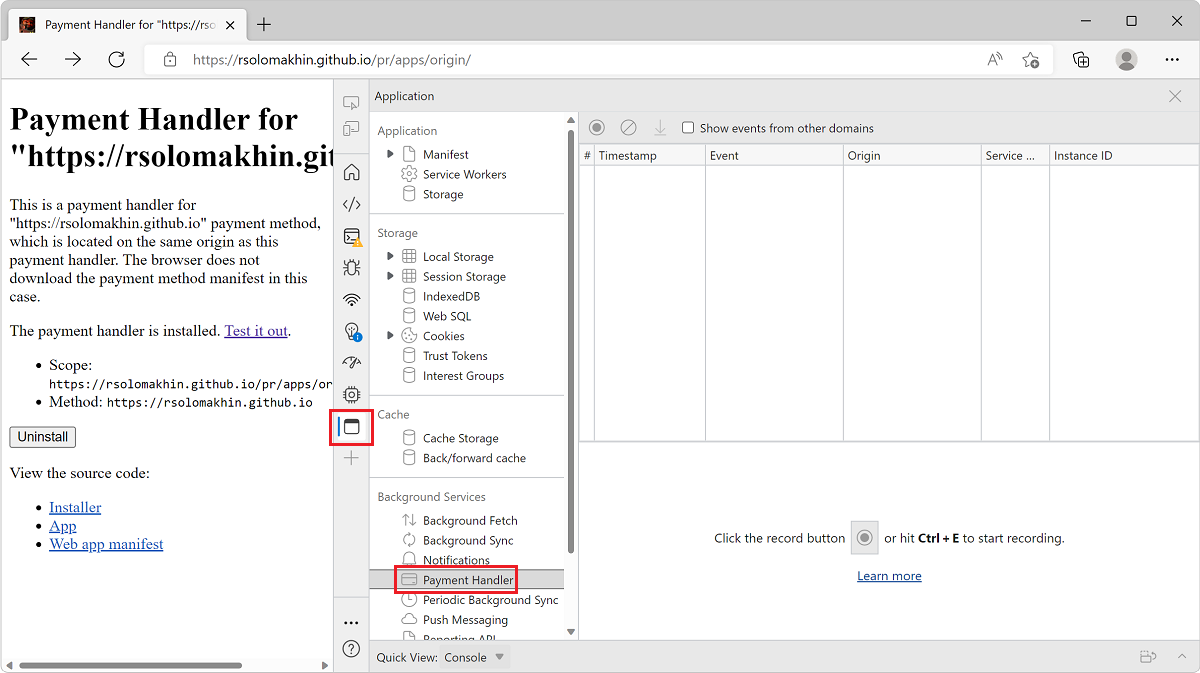 Payment Handler for "https://rso
https://rsolomakhin.github.io/pr/apps/origin/
Payment Handler for
"https://rsolomakhin.git
This is a payment handler for
"https://rsolomakhin.github.io" payment method,
which is located on the same origin as this
payment handler. The browser does not
download the payment method manifest in this
case.
The payment handler is installed. Test it out.
Scope:
https://rsolomakhin.github.io/pr/apps/or
Method: https://rsolomakhin.github.io
Uninstall
View the source code:
Installer
App
Web app manifest
Application
Application
Manifest
Service Workers
Storage
Storage
Local Storage
Session Storage
IndexedDB
Web SQL
Cookies
Trust Tokens
Interest Groups
Cache
Cache Storage
Back/forward cache
Background Services
Background Fetch
Background Sync
Notifications
Payment Handler
Periodic Background Sync
Push Messaging
Reporting API
Show events from other domains
# Timestamp Event Origin Service ... Instance ID
Click the record button or hit Ctrl + E to start recording.
Learn more
Quick View: Console